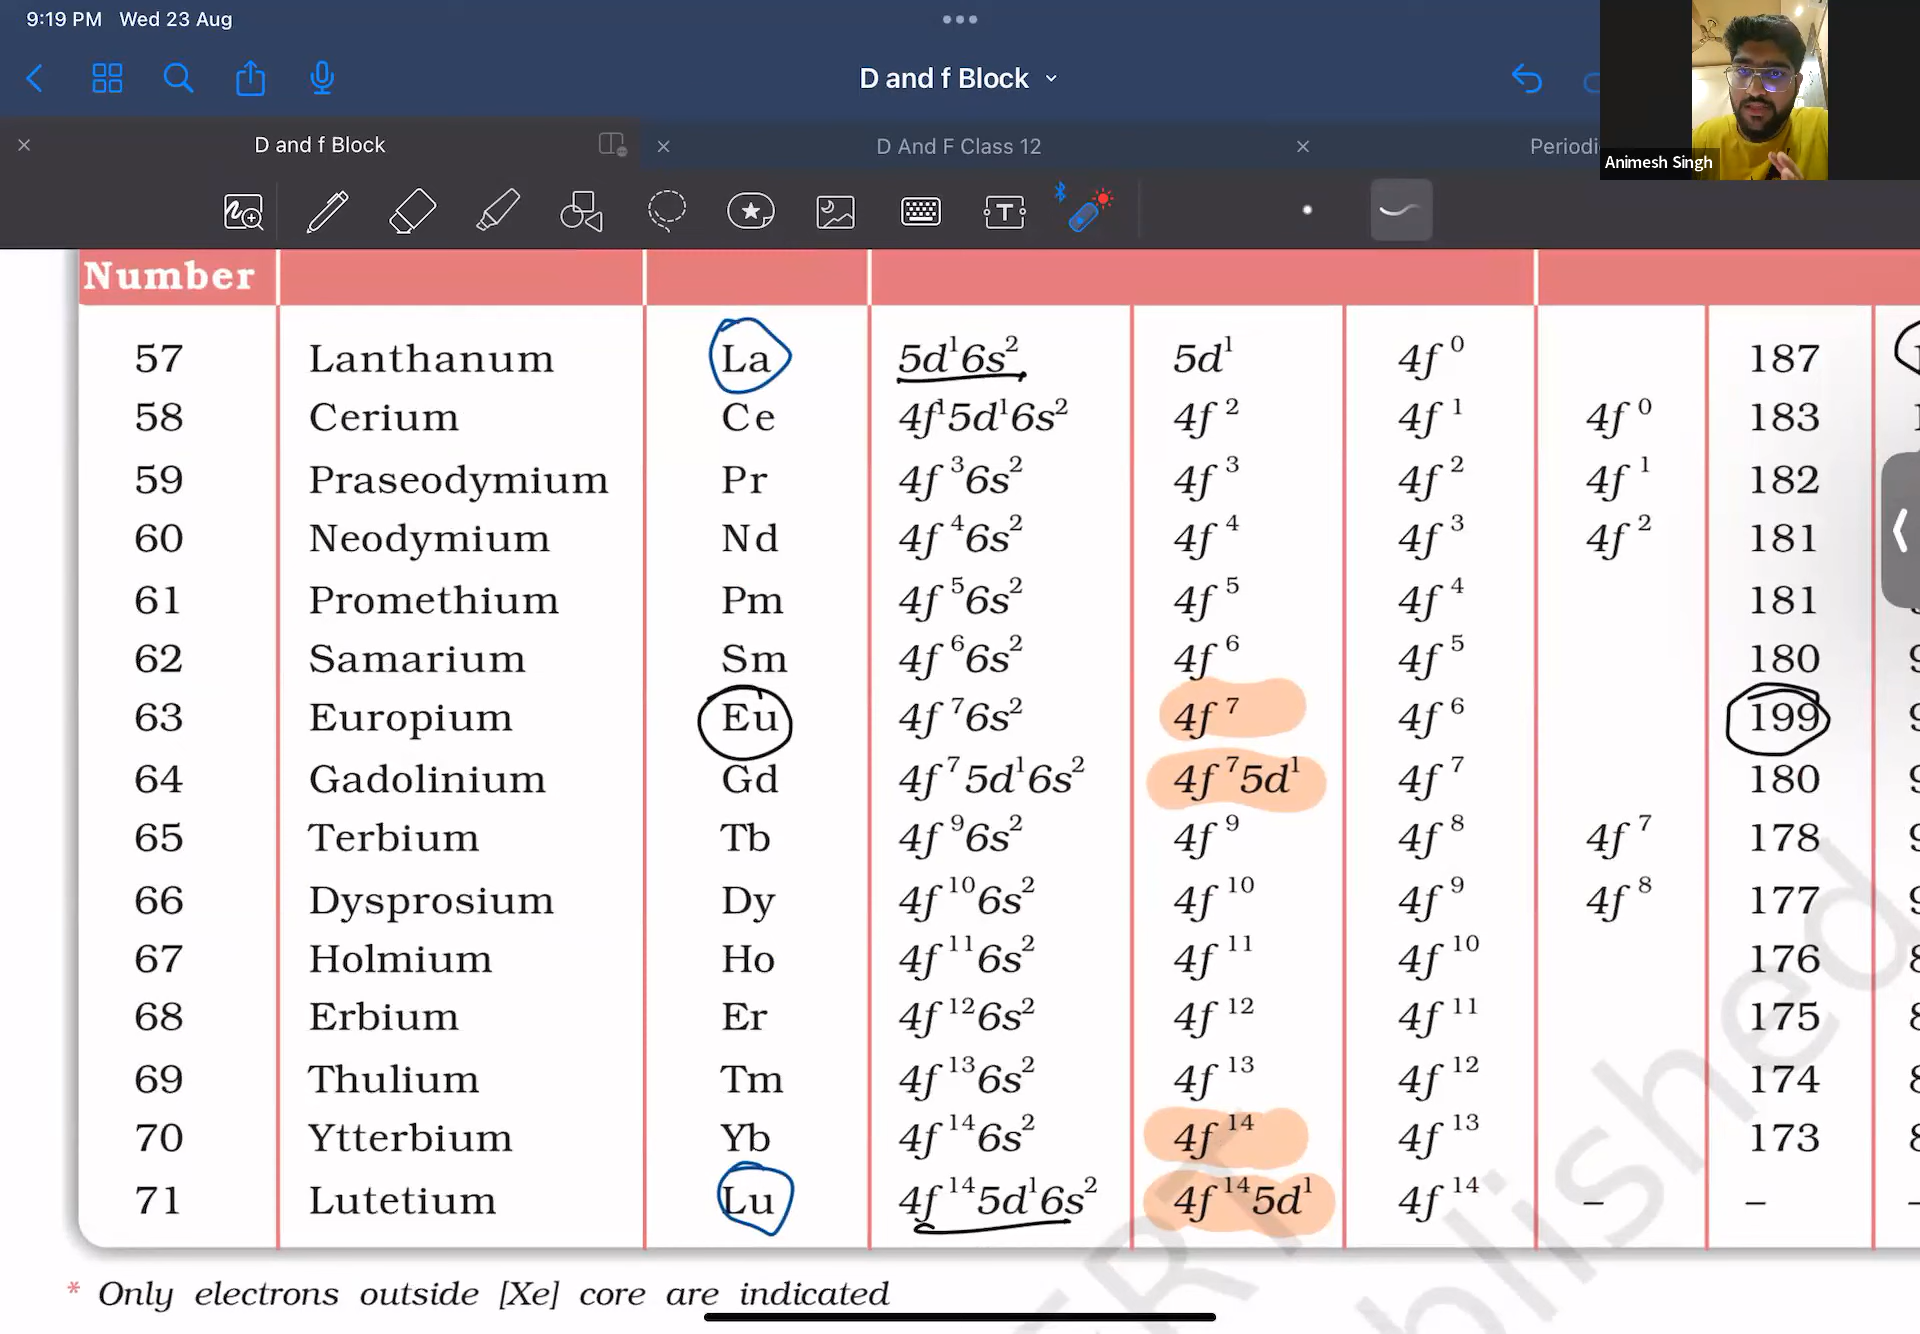 9:19 PM Wed 23 Aug
D and f Block
D and f Block
D And F Class 12
Animesh Singh
Number
57 Lanthanum La 5d¹6s² 5d¹ 4f⁰ 187
58 Cerium Ce 4f¹5d¹6s² 4f² 4f¹ 4f⁰ 183
59 Praseodymium Pr 4f³6s² 4f³ 4f² 4f¹ 182
60 Neodymium Nd 4f⁴6s² 4f⁴ 4f³ 4f² 181
61 Promethium Pm 4f⁵6s² 4f⁵ 4f⁴ 181
62 Samarium Sm 4f⁶6s² 4f⁶ 4f⁵ 180
63 Europium Eu 4f⁷6s² 4f⁷ 4f⁶ 199
64 Gadolinium Gd 4f⁷5d¹6s² 4f⁷5d¹ 4f⁷ 180
65 Terbium Tb 4f⁹6s² 4f⁹ 4f⁸ 4f⁷ 178
66 Dysprosium Dy 4f¹⁰6s² 4f¹⁰ 4f⁹ 4f⁸ 177
67 Holmium Ho 4f¹¹6s² 4f¹¹ 4f¹⁰ 176
68 Erbium Er 4f¹²6s² 4f¹² 4f¹¹ 175
69 Thulium Tm 4f¹³6s² 4f¹³ 4f¹² 174
70 Ytterbium Yb 4f¹⁴6s² 4f¹⁴ 4f¹³ 173
71 Lutetium Lu 4f¹⁴5d¹6s² 4f¹⁴5d¹ 4f¹⁴ – – –
* Only electrons outside [Xe] core are indicated